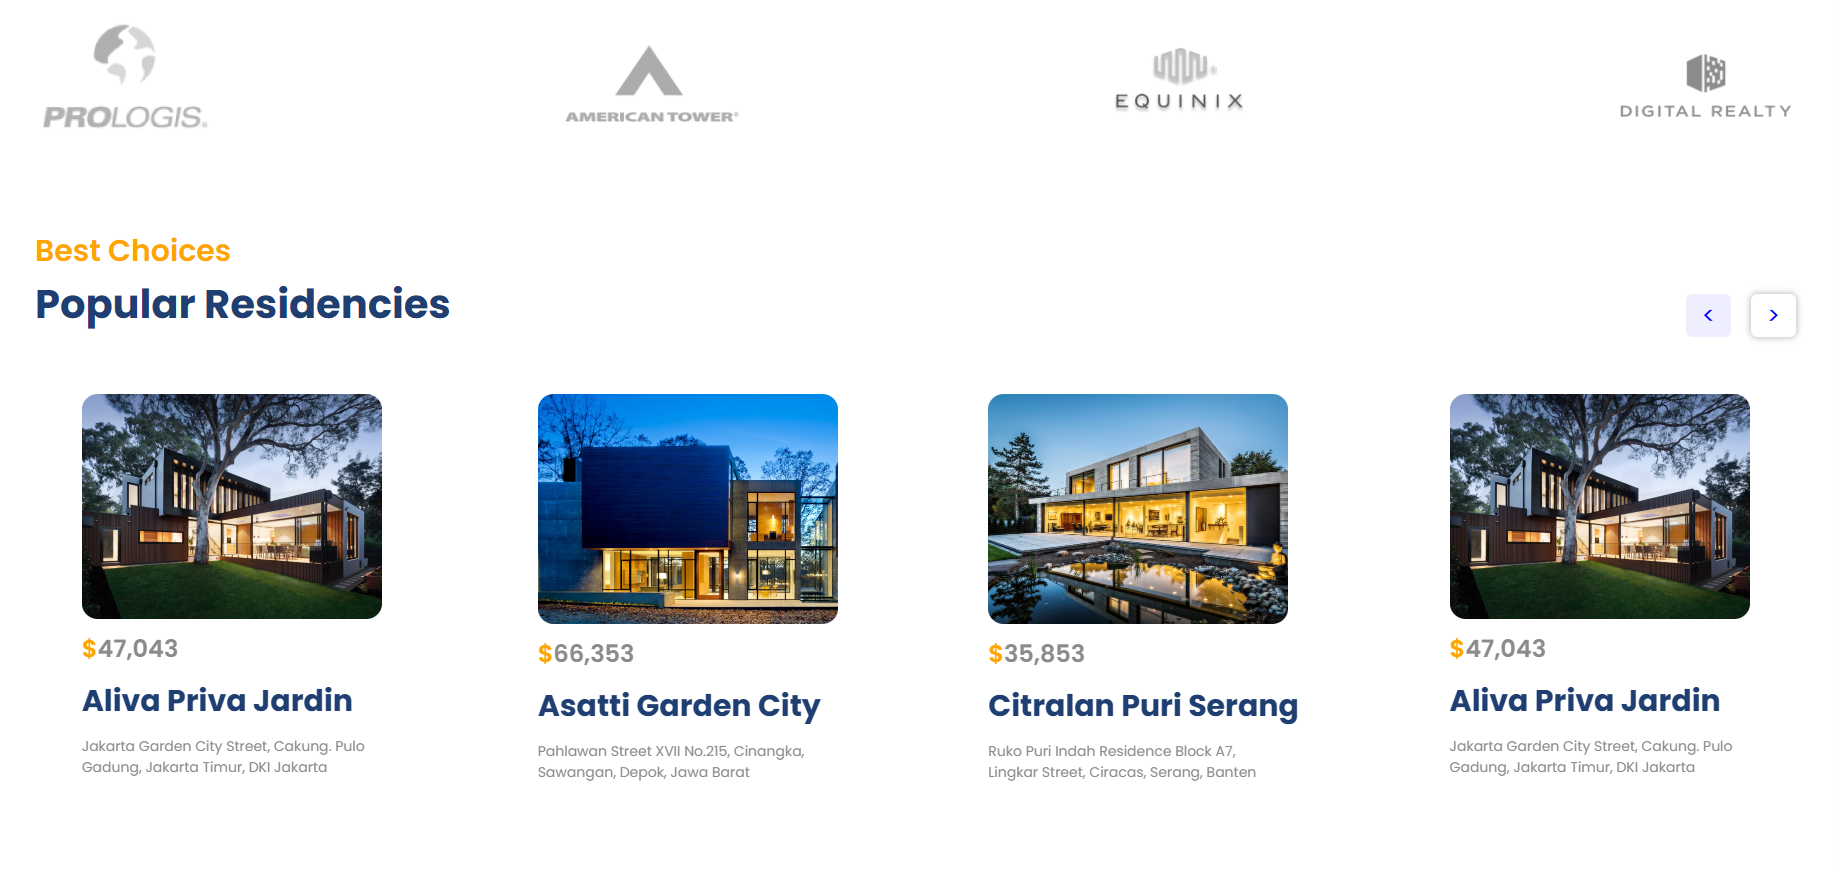 PROLOGIS®
AMERICAN TOWER®
EQUINIX®
DIGITAL REALTY
Best Choices
Popular Residencies
< >
$47,043
Aliva Priva Jardin
Jakarta Garden City Street, Cakung. Pulo
Gadung, Jakarta Timur, DKI Jakarta
$66,353
Asatti Garden City
Pahlawan Street XVII No.215, Cinangka,
Sawangan, Depok, Jawa Barat
$35,853
Citralan Puri Serang
Ruko Puri Indah Residence Block A7,
Lingkar Street, Ciracas, Serang, Banten
$47,043
Aliva Priva Jardin
Jakarta Garden City Street, Cakung. Pulo
Gadung, Jakarta Timur, DKI Jakarta